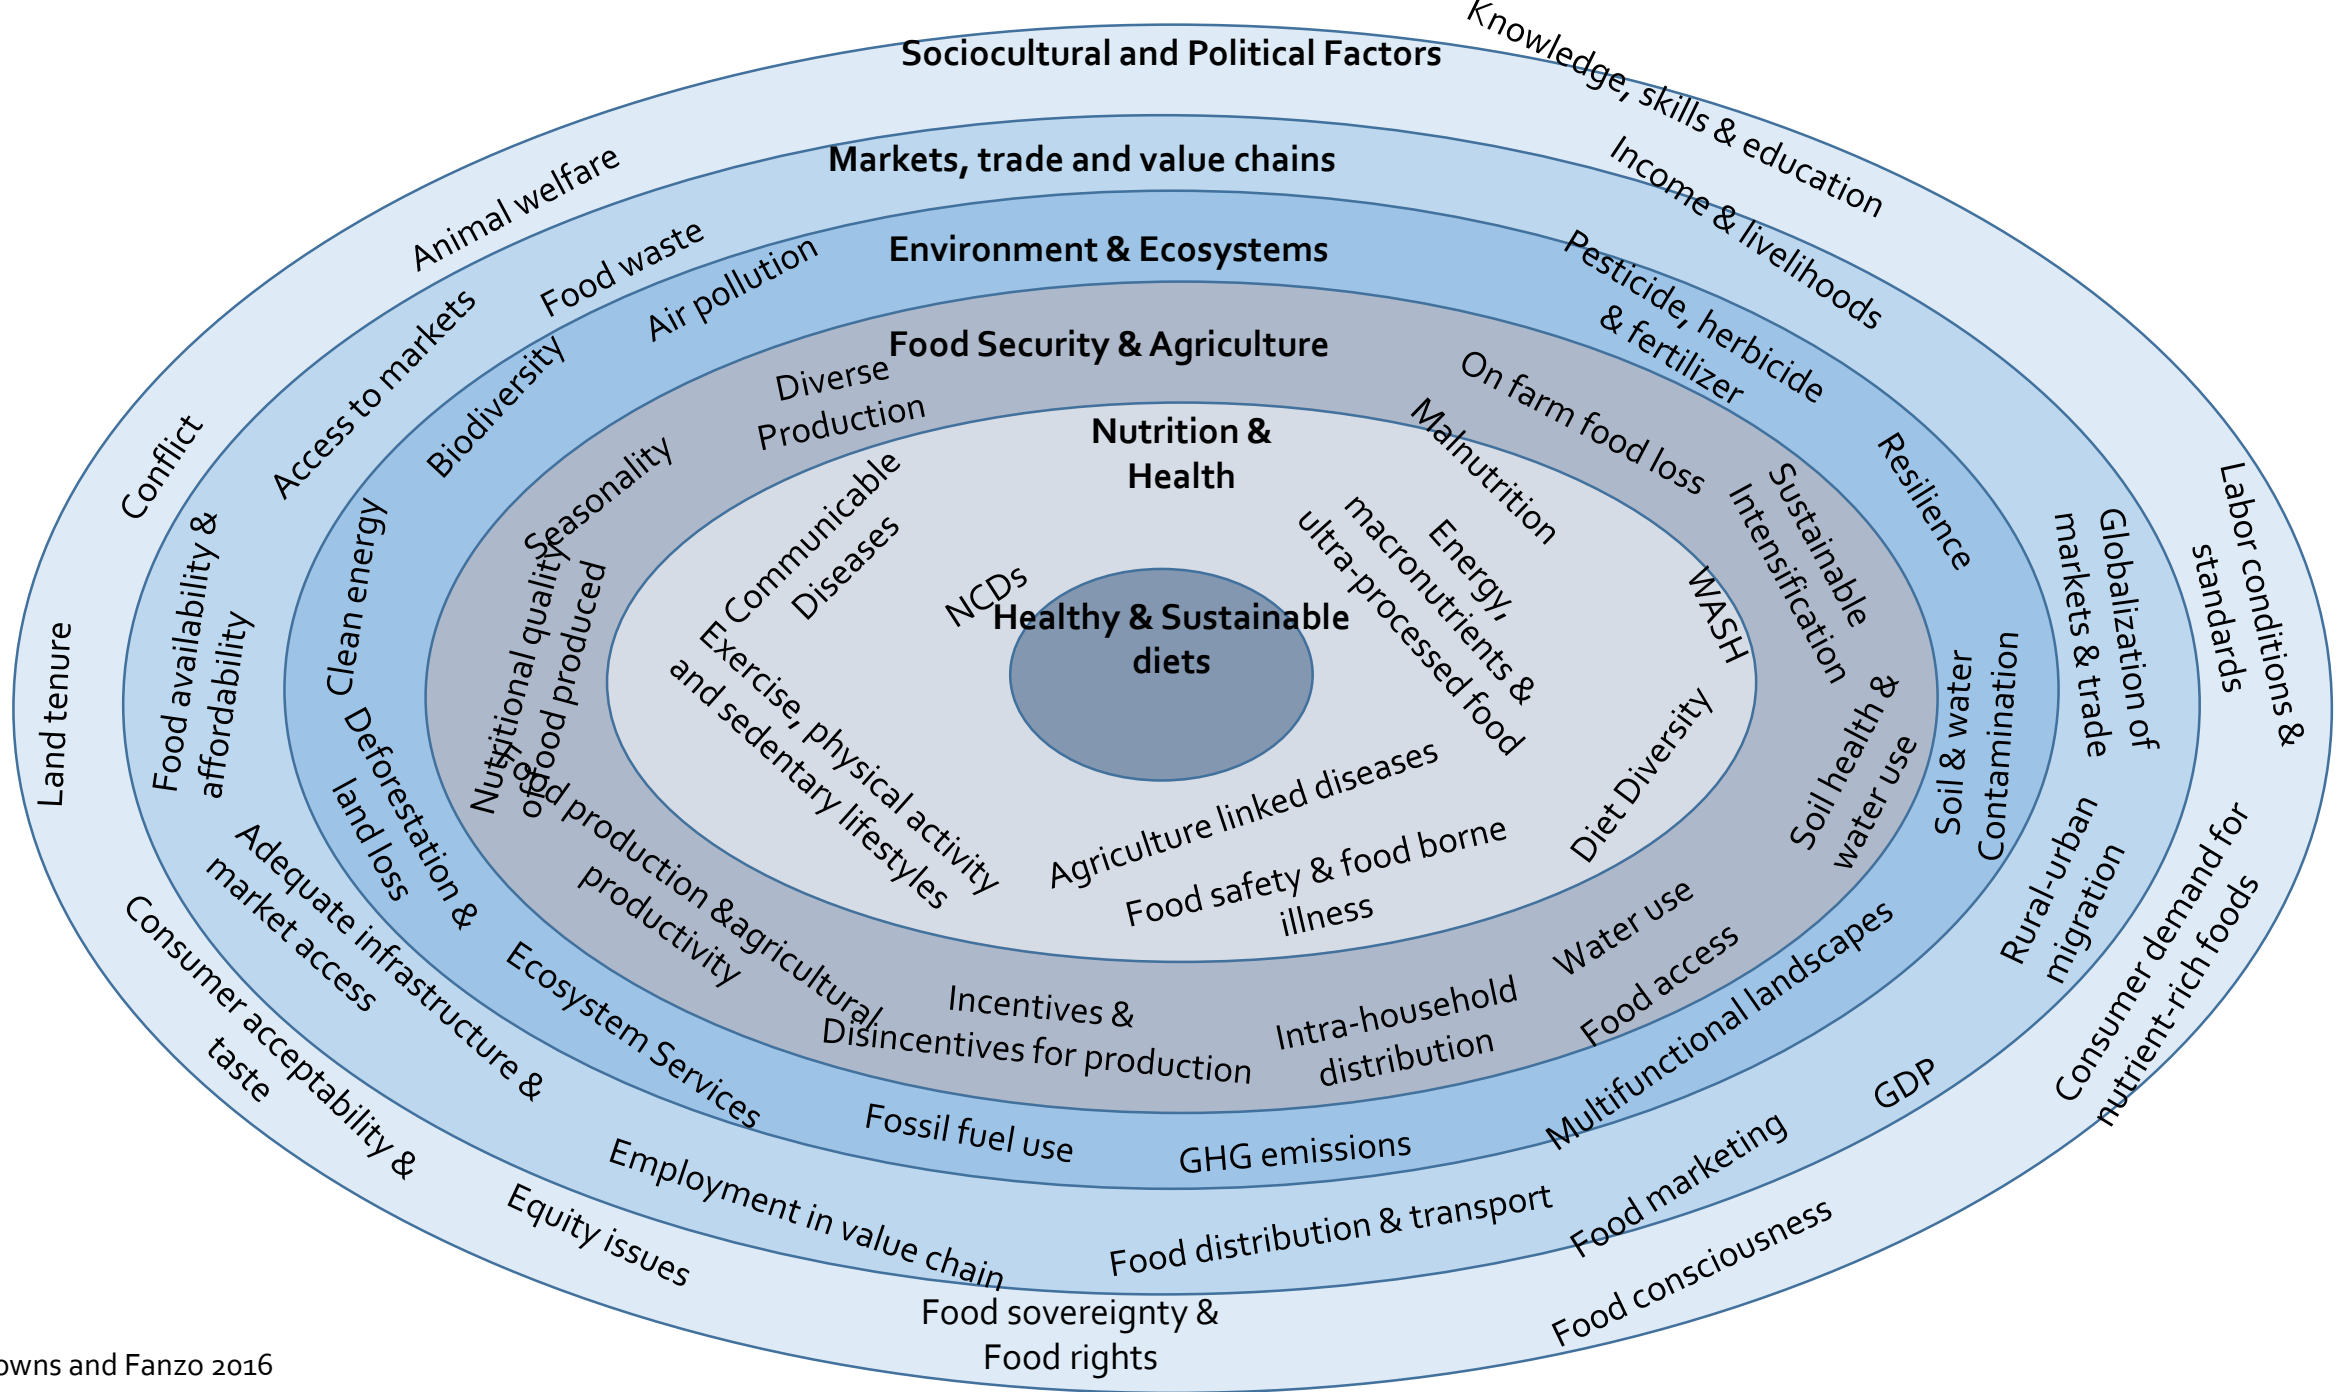 Sociocultural and Political Factors
Knowledge, skills & education
Income & livelihoods
Animal welfare
Markets, trade and value chains
Food waste
Air pollution
Environment & Ecosystems
Pesticide, herbicide
& fertilizer
Access to markets
Biodiversity
Food Security & Agriculture
Diverse
Production
On farm food loss
Conflict
Seasonality
Nutrition &
Health
Malnutrition
Resilience
Sustainable
Intensification
Labor conditions &
standards
Globalization of
markets & trade
Communicable
Diseases
NCDs
Energy,
macronutrients &
ultra-processed food
WASH
Clean energy
Food availability &
affordability
Land tenure
Nutritional quality
of food produced
Healthy & Sustainable
diets
Exercise, physical activity
and sedentary lifestyles
Agriculture linked diseases
Food safety & food borne
illness
Diet Diversity
Soil health &
water use
Soil & water
Contamination
Deforestation &
land loss
Food production &agricultural
productivity
Rural-urban
migration
Consumer demand for
nutrient-rich foods
Adequate infrastructure &
market access
Consumer acceptability &
taste
Ecosystem Services
Incentives &
Disincentives for production
Intra-household
distribution
Water use
Food access
Multifunctional landscapes
Fossil fuel use
GHG emissions
GDP
Food marketing
Employment in value chain
Food distribution & transport
Equity issues
Food sovereignty &
Food rights
Food consciousness
owns and Fanzo 2016